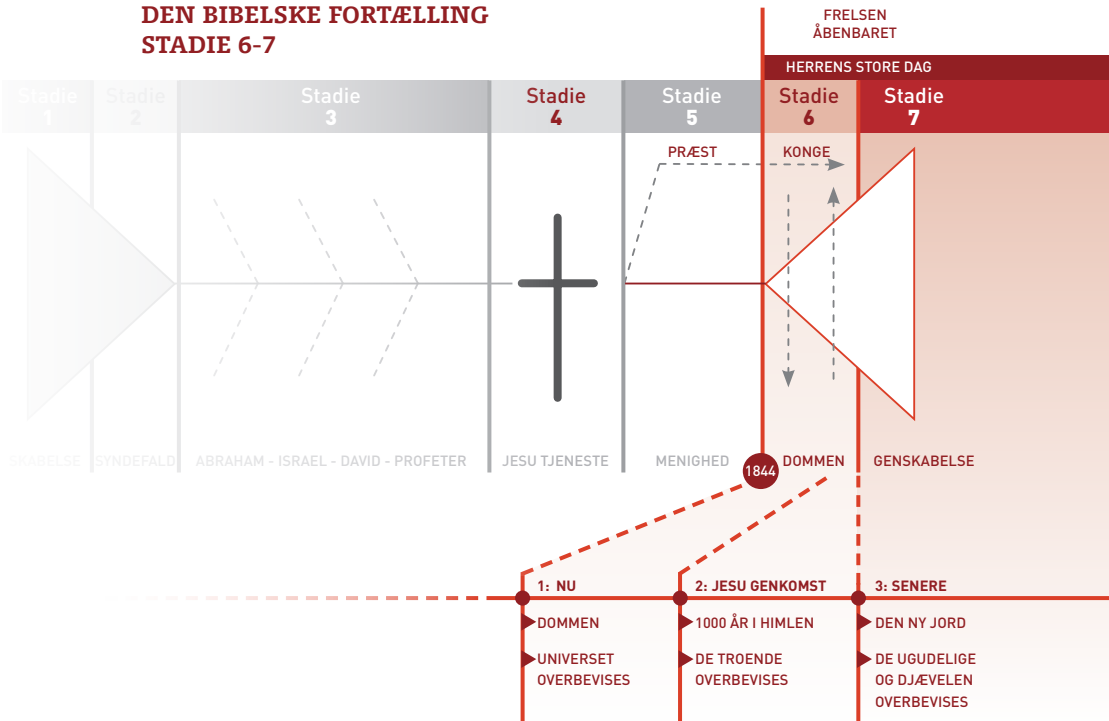 DEN BIBELSKE FORTÆLLING
STADIE 6-7
FRELSEN
ÅBENBARET
HERRENS STORE DAG
Stadie
1
Stadie
2
Stadie
3
Stadie
4
Stadie
5
Stadie
6
Stadie
7
PRÆST
KONGE
SKABELSE
SYNDEFALD
ABRAHAM - ISRAEL - DAVID - PROFETER
JESU TJENESTE
MENIGHED
1844
DOMMEN
GENSKABELSE
1: NU
DOMMEN
UNIVERSET
OVERBEVISES
2: JESU GENKOMST
1000 ÅR I HIMLEN
DE TROENDE
OVERBEVISES
3: SENERE
DEN NY JORD
DE UGUDELIGE
OG DJÆVELEN
OVERBEVISES